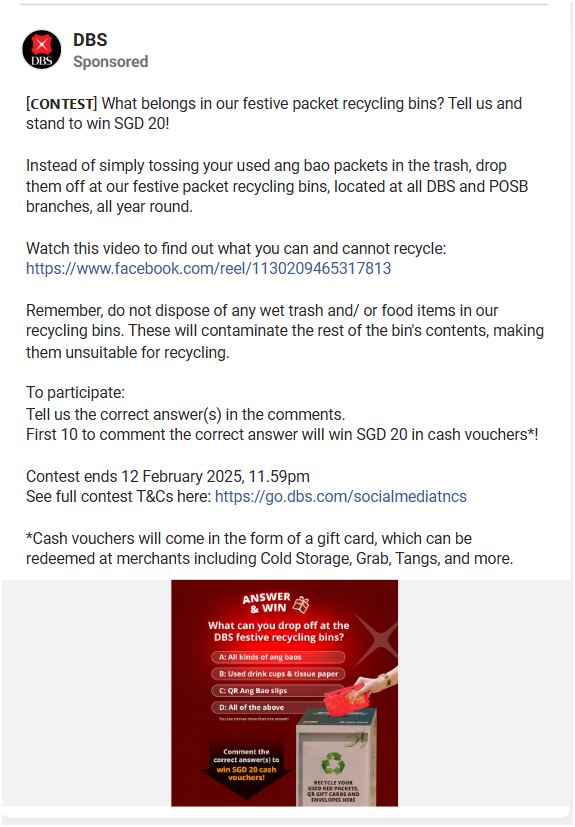 DBS
DBS
Sponsored
[CONTEST] What belongs in our festive packet recycling bins? Tell us and
stand to win SGD 20!
Instead of simply tossing your used ang bao packets in the trash, drop
them off at our festive packet recycling bins, located at all DBS and POSB
branches, all year round.
Watch this video to find out what you can and cannot recycle:
https://www.facebook.com/reel/1130209465317813
Remember, do not dispose of any wet trash and/ or food items in our
recycling bins. These will contaminate the rest of the bin's contents, making
them unsuitable for recycling.
To participate:
Tell us the correct answer(s) in the comments.
First 10 to comment the correct answer will win SGD 20 in cash vouchers*!
Contest ends 12 February 2025, 11.59pm
See full contest T&Cs here: https://go.dbs.com/socialmediatncs
*Cash vouchers will come in the form of a gift card, which can be
redeemed at merchants including Cold Storage, Grab, Tangs, and more.
ANSWER
& WIN
What can you drop off at the
DBS festive recycling bins?
A: All kinds of ang baos
B: Used drink cups & tissue paper
C: QR Ang Bao slips
D: All of the above
You can choose more than one answer!
Comment the
correct answer(s) to
win SGD 20 cash
vouchers!
RECYCLE YOUR
USED RED PACKETS,
QR GIFT CARDS AND
ENVELOPES HERE